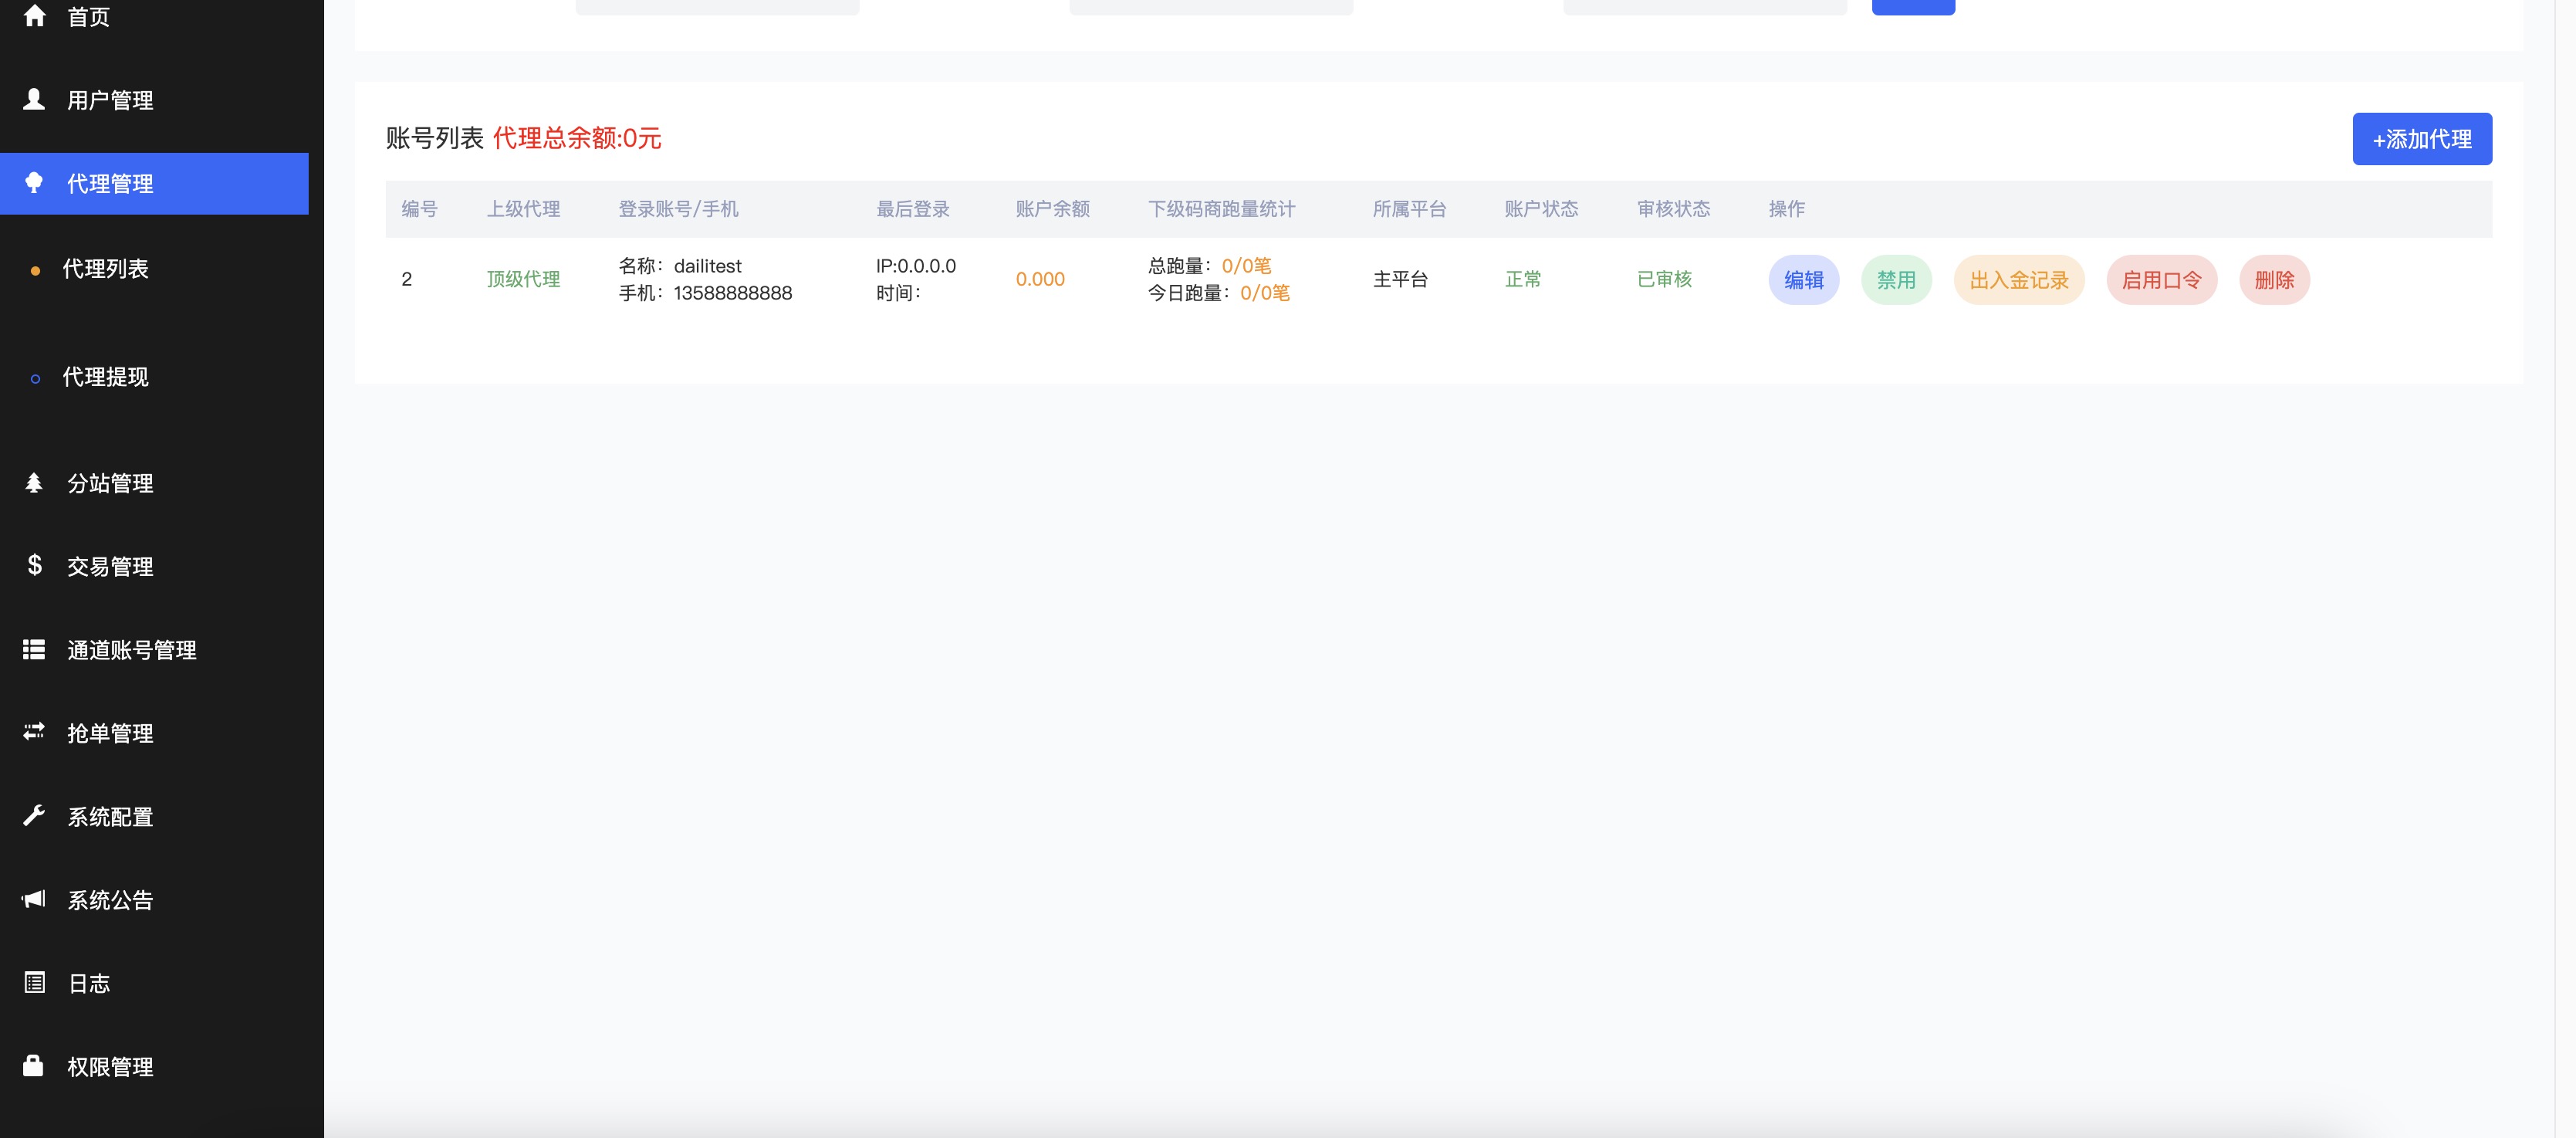 首页
用户管理
代理管理
代理列表
代理提现
分站管理
交易管理
通道账号管理
抢单管理
系统配置
系统公告
日志
权限管理
账号列表 代理总余额:0元
+添加代理
编号 上级代理 登录账号/手机 最后登录 账户余额 下级码商跑量统计 所属平台 账户状态 审核状态 操作
2 顶级代理 名称：dailitest IP:0.0.0.0 0.000 总跑量：0/0笔 主平台 正常 已审核 编辑 禁用 出入金记录 启用口令 删除
手机：13588888888 时间： 今日跑量：0/0笔